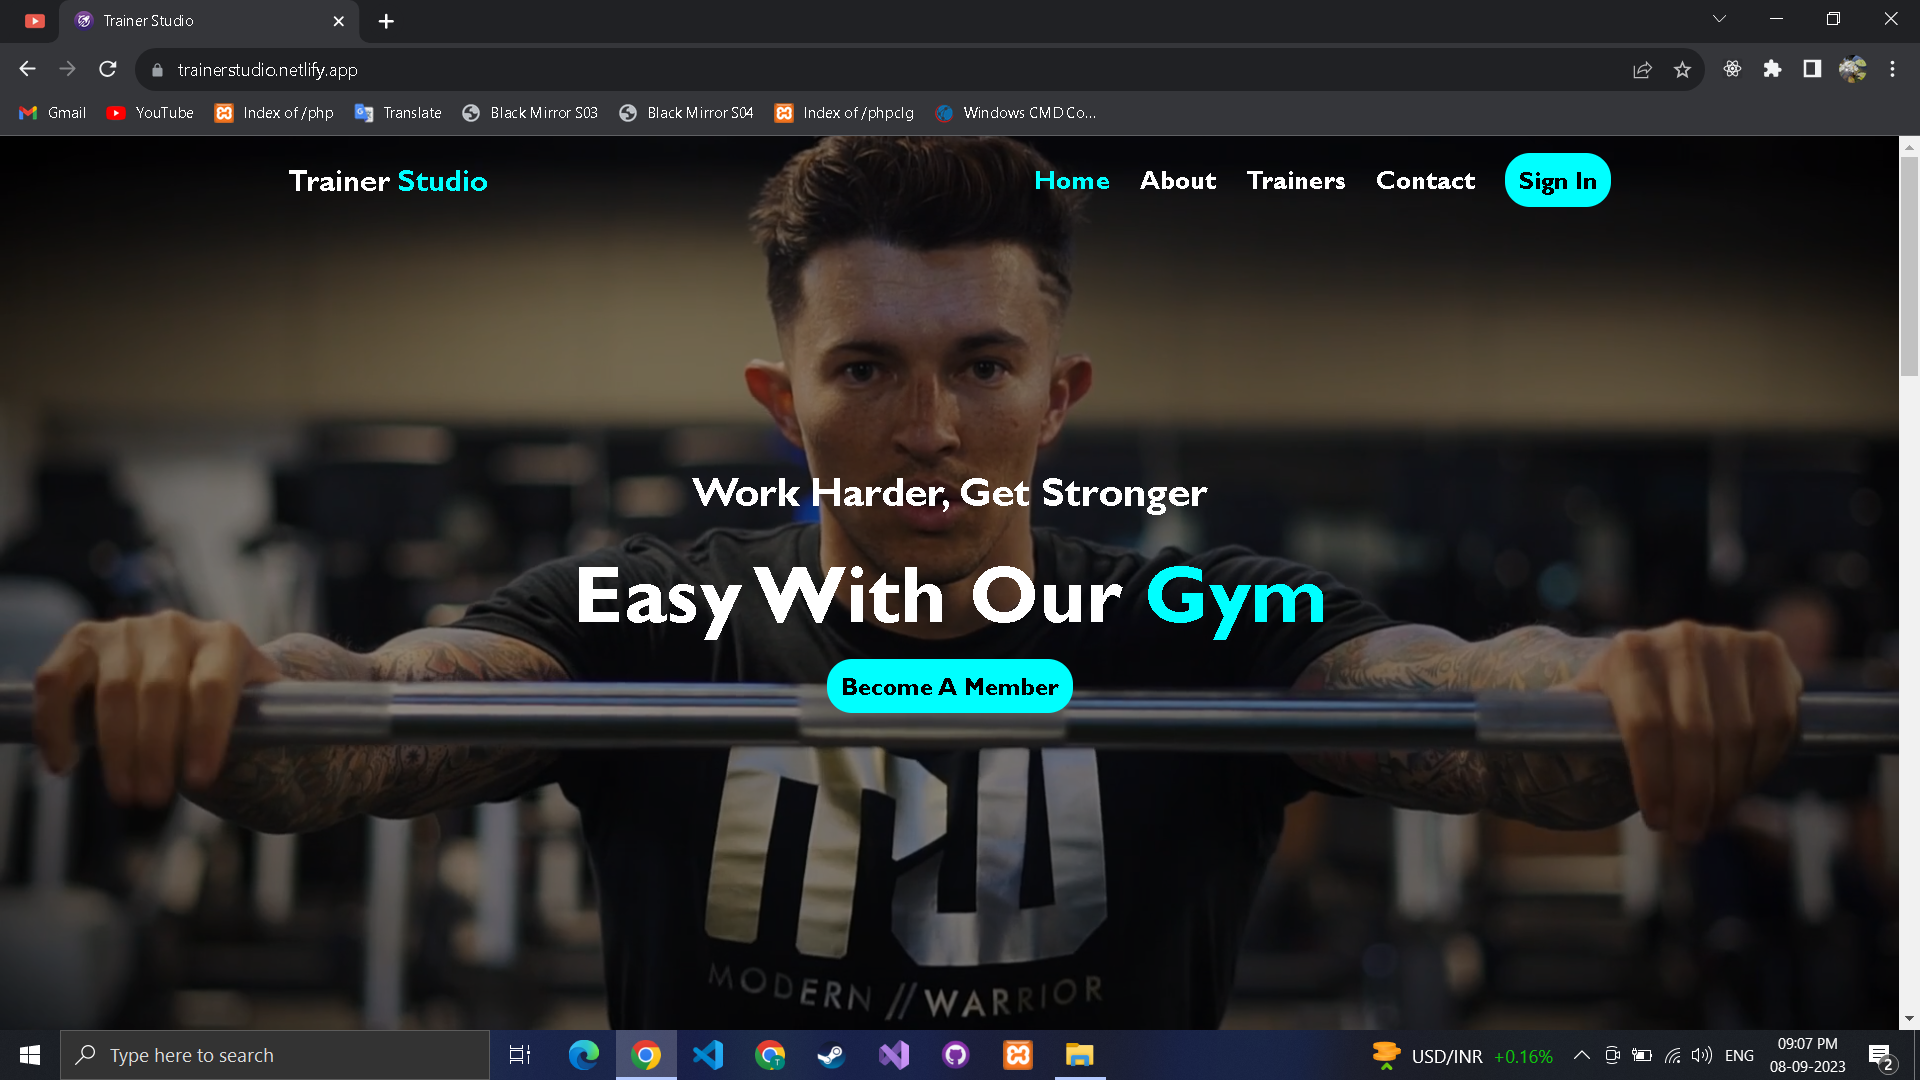 Trainer Studio
trainerstudio.netlify.app
Gmail YouTube Index of /php Translate Black Mirror S03 Black Mirror S04 Index of /phpclg Windows CMD Co...
Trainer Studio Home About Trainers Contact Sign In
Work Harder, Get Stronger
Easy With Our Gym
Become A Member
MODERN // WARRIOR
Type here to search USD/INR +0.16% ENG 09:07 PM
08-09-2023 2